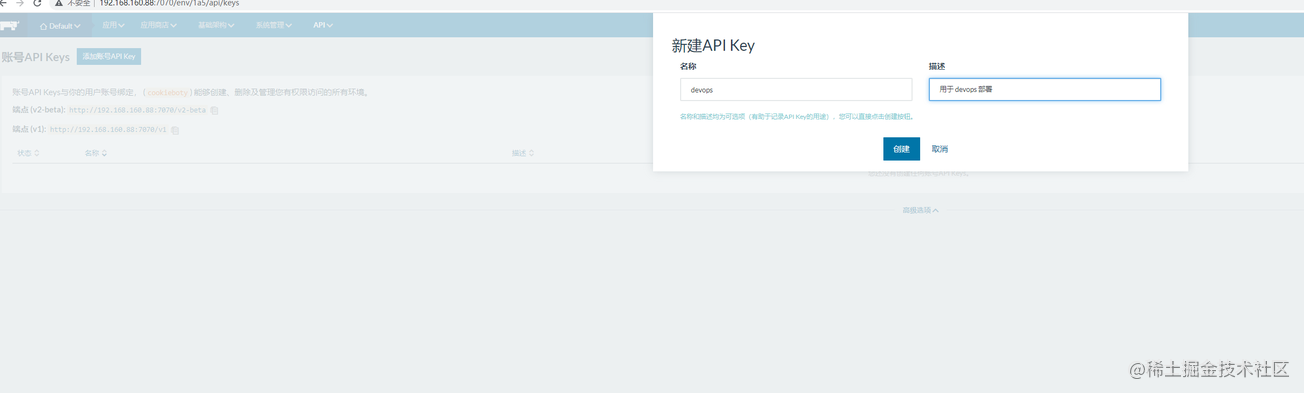 不安全 | 192.168.160.88:7070/env/1a5/api/keys
Default 应用 应用商店 基础架构 系统管理 API
账号API Keys 添加账号API Key
账号API Keys与你的用户账号绑定，(cookieboty)能够创建、删除及管理您有权限访问的所有环境。
端点 (v2-beta): http://192.168.160.88:7070/v2-beta
端点 (v1): http://192.168.160.88:7070/v1
状态 名称 描述
新建API Key
名称 描述
devops 用于 devops 部署
名称和描述均为可选项（有助于记录API Key的用途），您可以直接点击创建按钮。
创建 取消
高级选项
@稀土掘金技术社区